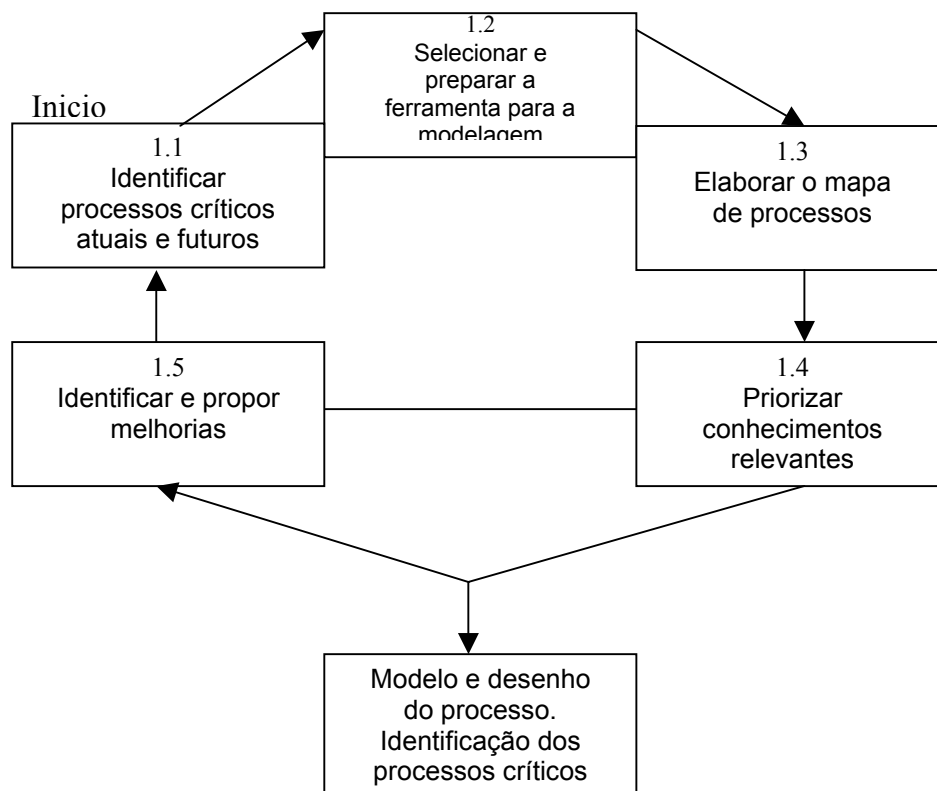 Inicio
1.1
Identificar
processos críticos
atuais e futuros
1.2
Selecionar e
preparar a
ferramenta para a
modelagem
1.3
Elaborar o mapa
de processos
1.4
Priorizar
conhecimentos
relevantes
1.5
Identificar e propor
melhorias
Modelo e desenho
do processo.
Identificação dos
processos críticos